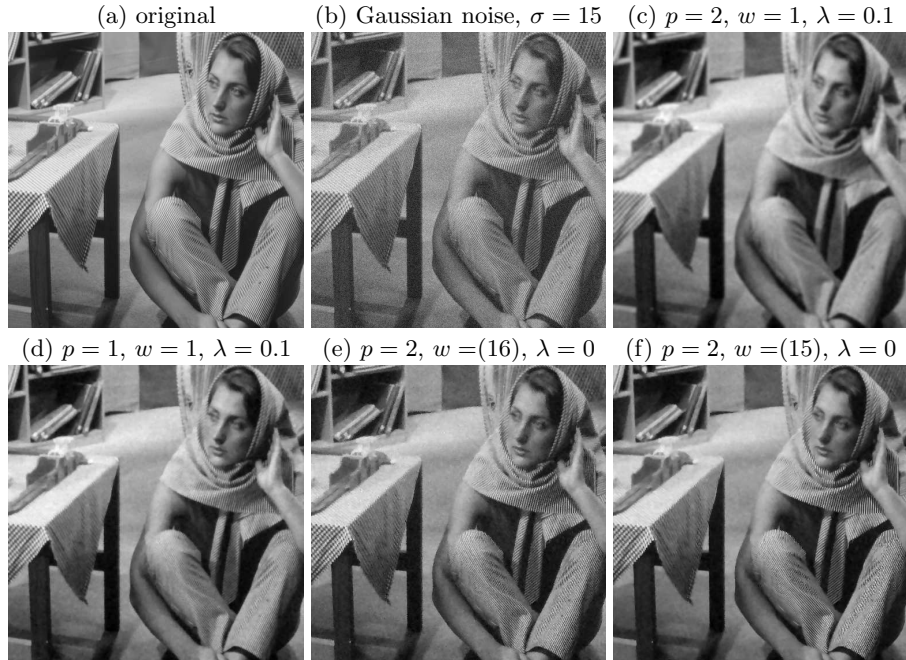 (a) original
(b) Gaussian noise, σ = 15
(c) p = 2, w = 1, λ = 0.1
(d) p = 1, w = 1, λ = 0.1
(e) p = 2, w =(16), λ = 0
(f) p = 2, w =(15), λ = 0